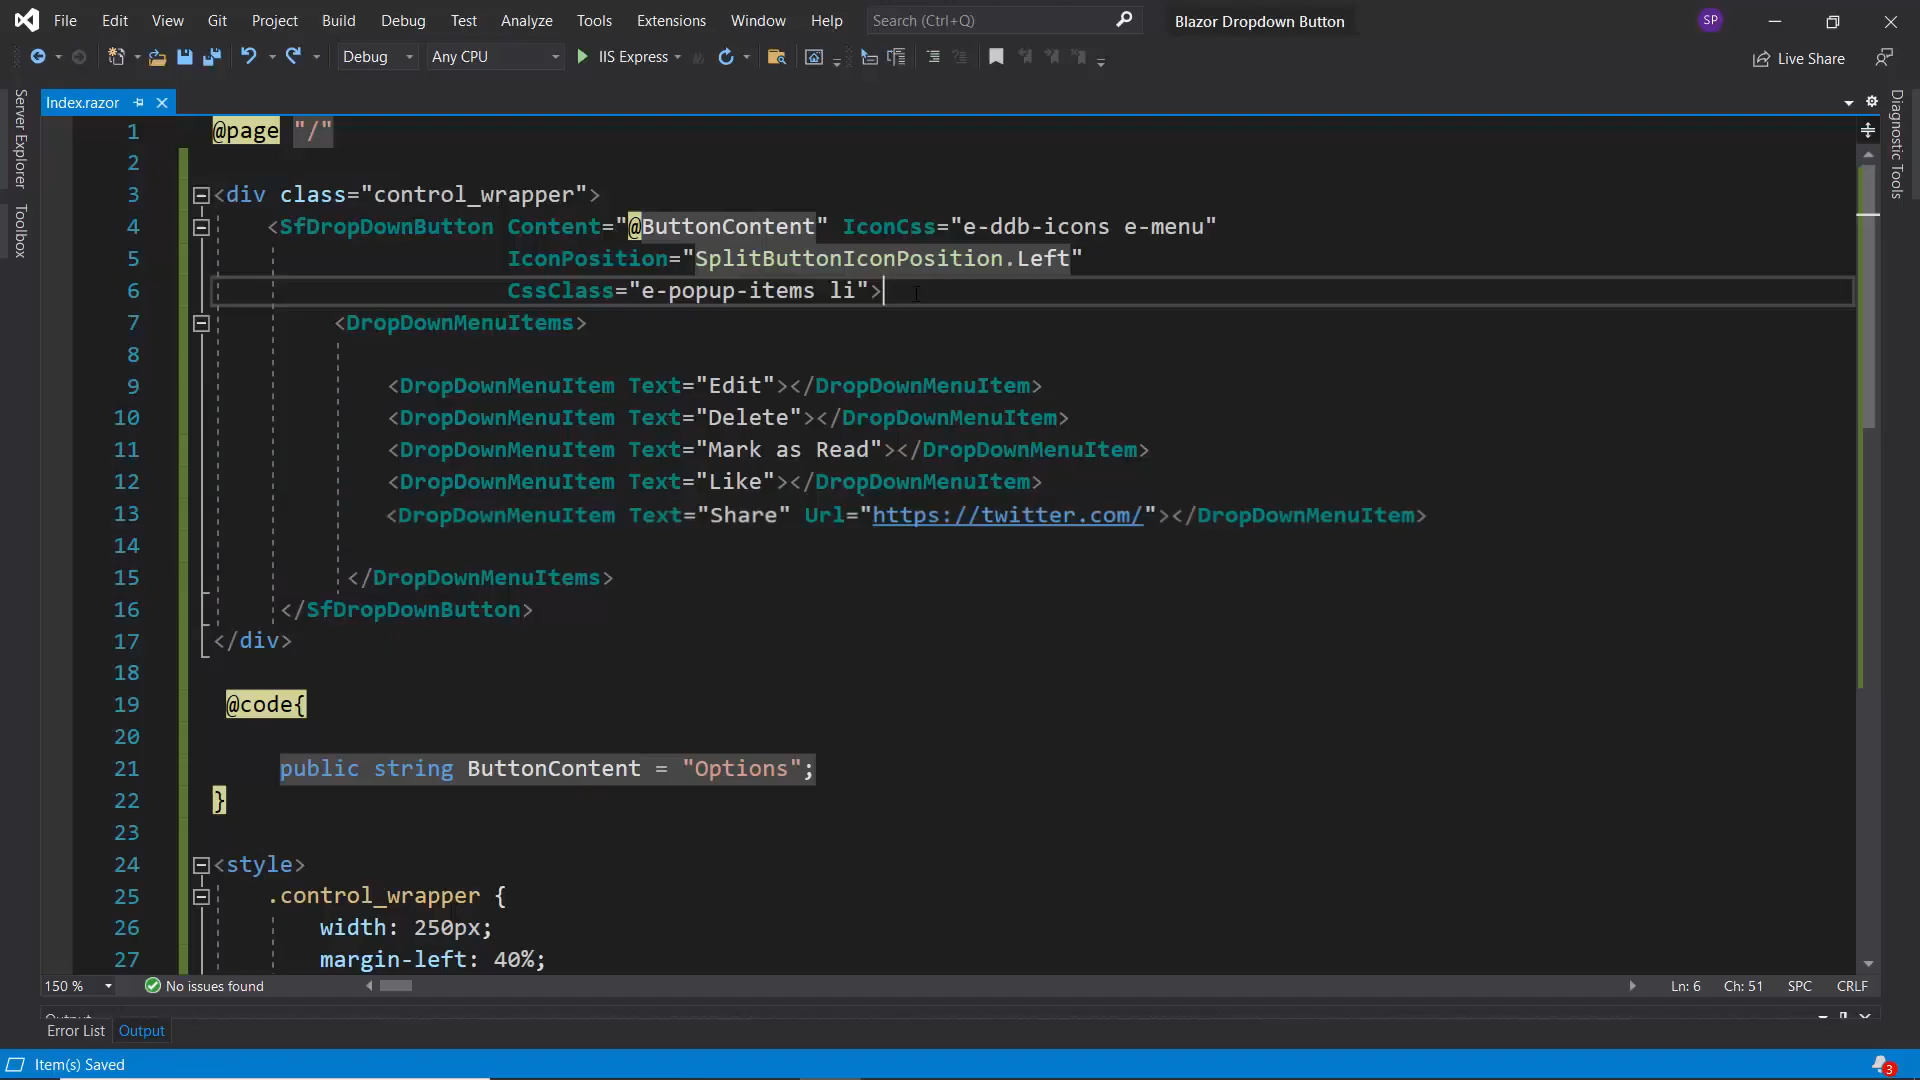 File Edit View Git Project Build Debug Test Analyze Tools Extensions Window Help Search (Ctrl+Q) Blazor Dropdown Button SP
Debug Any CPU IIS Express Live Share
Server Explorer
Toolbox
Diagnostic Tools
Index.razor
1 @page "/"
2
3 <div class="control_wrapper">
4 <SfDropDownButton Content="@ButtonContent" IconCss="e-ddb-icons e-menu"
5 IconPosition="SplitButtonIconPosition.Left"
6 CssClass="e-popup-items li">
7 <DropDownMenuItems>
8
9 <DropDownMenuItem Text="Edit"></DropDownMenuItem>
10 <DropDownMenuItem Text="Delete"></DropDownMenuItem>
11 <DropDownMenuItem Text="Mark as Read"></DropDownMenuItem>
12 <DropDownMenuItem Text="Like"></DropDownMenuItem>
13 <DropDownMenuItem Text="Share" Url="https://twitter.com/"></DropDownMenuItem>
14
15 </DropDownMenuItems>
16 </SfDropDownButton>
17 </div>
18
19 @code{
20
21 public string ButtonContent = "Options";
22 }
23
24 <style>
25 .control_wrapper {
26 width: 250px;
27 margin-left: 40%;
150 % No issues found Ln: 6 Ch: 51 SPC CRLF
Output
Error List Output
Item(s) Saved 3